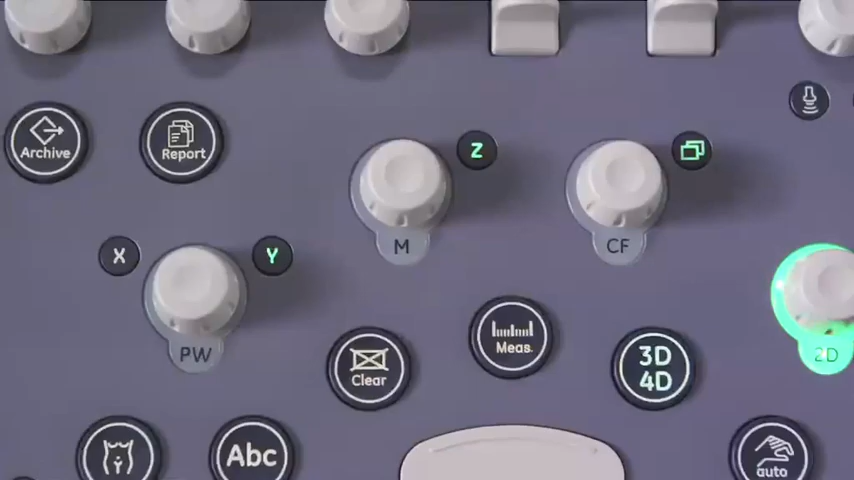 Archive
Report
Z
M
CF
X
Y
PW
2D
Clear
Meas.
3D
4D
Abc
auto